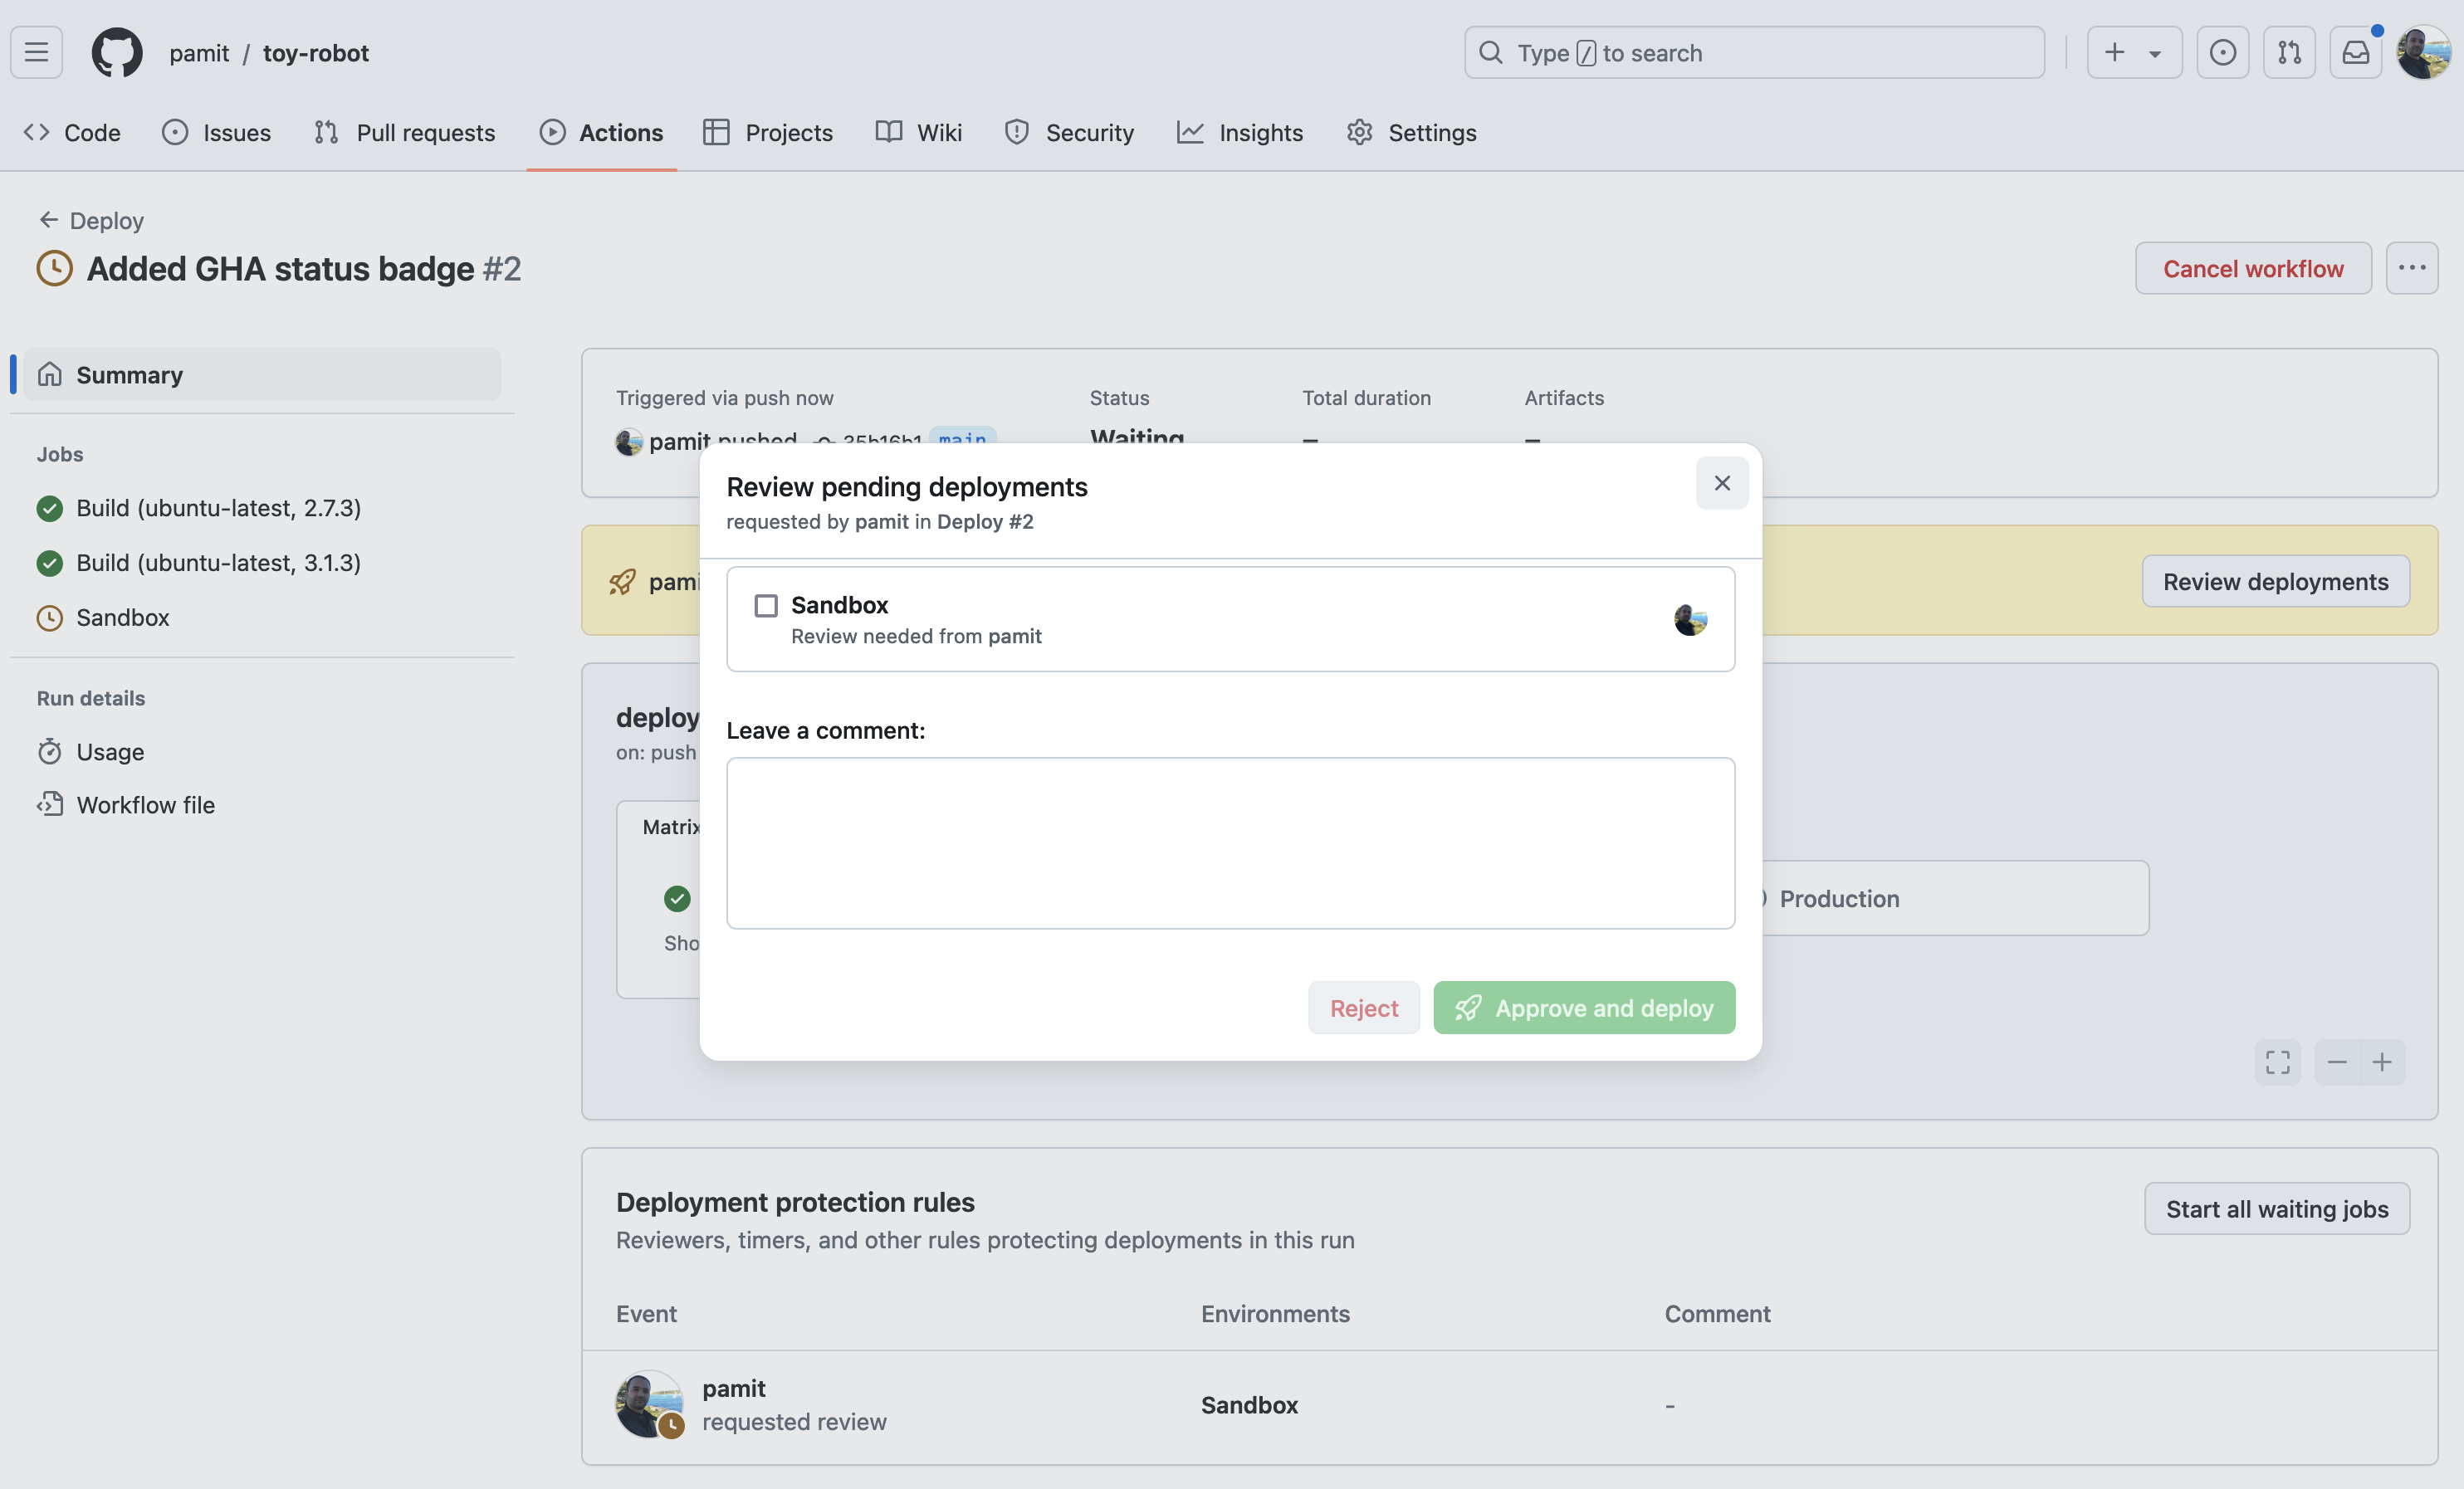 pamit / toy-robot
Type / to search
Code
Issues
Pull requests
Actions
Projects
Wiki
Security
Insights
Settings
Deploy
Added GHA status badge #2
Cancel workflow
Summary
Jobs
Build (ubuntu-latest, 2.7.3)
Build (ubuntu-latest, 3.1.3)
Sandbox
Run details
Usage
Workflow file
Triggered via push now
Status
Total duration
Artifacts
pamit pushed 35b16b1 main
Waiting
–
–
Review pending deployments
requested by pamit in Deploy #2
pami
Review deployments
Sandbox
Review needed from pamit
deploy
on: push
Leave a comment:
Matrix
Sho
Production
Reject
Approve and deploy
Deployment protection rules
Start all waiting jobs
Reviewers, timers, and other rules protecting deployments in this run
Event
Environments
Comment
pamit
requested review
Sandbox
-